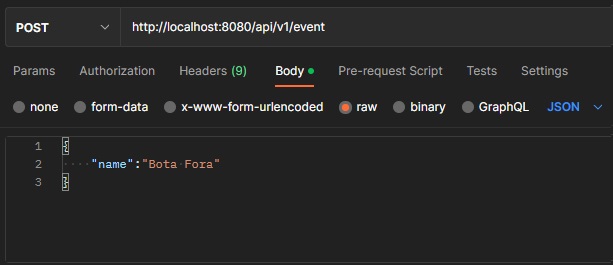 POST http://localhost:8080/api/v1/event
Params Authorization Headers (9) Body Pre-request Script Tests Settings
none form-data x-www-form-urlencoded raw binary GraphQL JSON
1 {
2 "name":"Bota Fora"
3 }